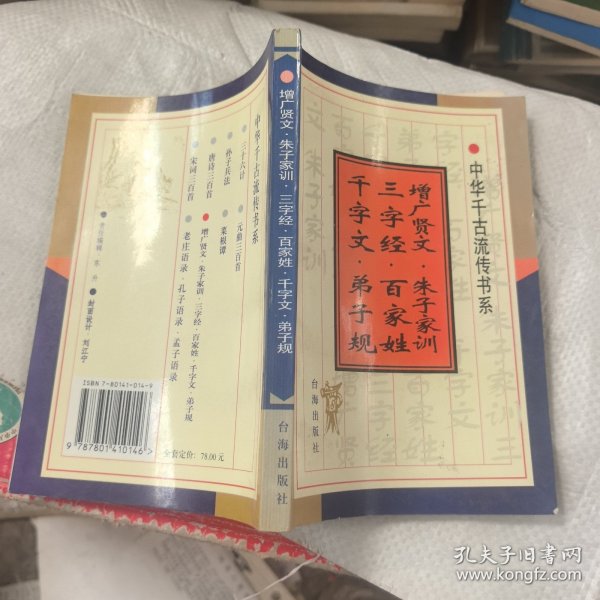 中华千古流传书系
增广贤文·朱子家训
三字经·百家姓
千字文·弟子规
台海出版社
增广贤文·朱子家训·三字经·百家姓·千字文·弟子规
台海出版社
中华千古流传书系
三十六计
孙子兵法
唐诗三百首
宋词三百首
元曲三百首
菜根谭
增广贤文·朱子家训·三字经·百家姓·千字文 弟子规
老庄语录·孔子语录·孟子语录
封面设计 刘江宁
ISBN 7-80141-014-9
9 787801 410146 >
全套定价: 78.00元
孔夫子旧书网
www.kongfz.com